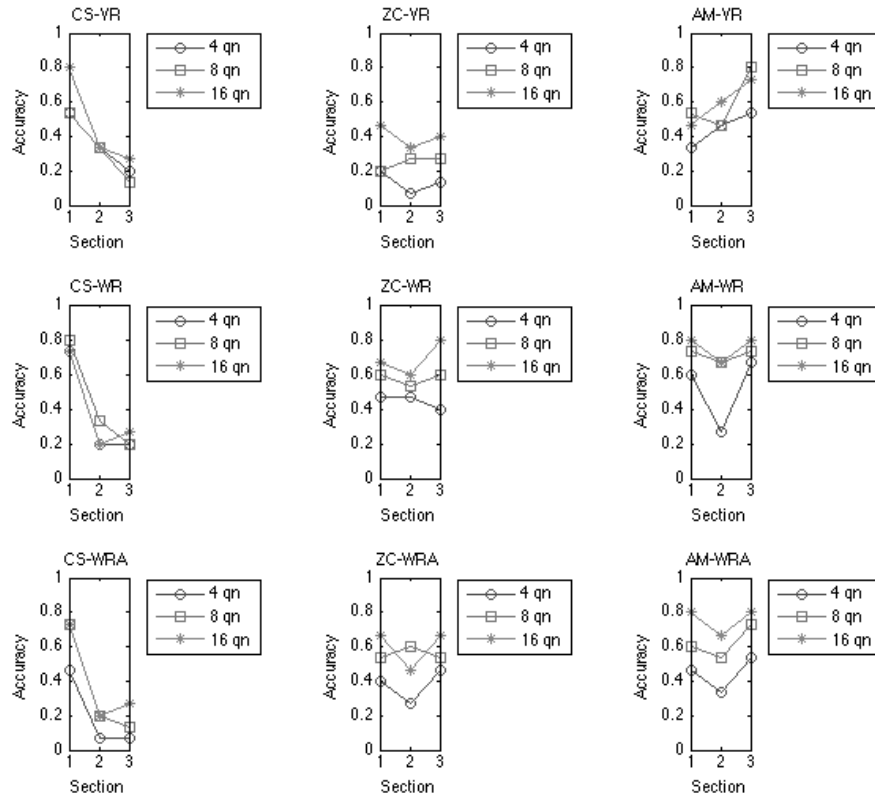 CS-VR
ZC-VR
AM-VR
1
0.8
0.6
0.4
0.2
0
Accuracy
1 2 3
Section
4 qn
8 qn
16 qn
1
0.8
0.6
0.4
0.2
0
Accuracy
1 2 3
Section
4 qn
8 qn
16 qn
1
0.8
0.6
0.4
0.2
0
Accuracy
1 2 3
Section
4 qn
8 qn
16 qn
CS-WR
ZC-WR
AM-WR
1
0.8
0.6
0.4
0.2
0
Accuracy
1 2 3
Section
4 qn
8 qn
16 qn
1
0.8
0.6
0.4
0.2
0
Accuracy
1 2 3
Section
4 qn
8 qn
16 qn
1
0.8
0.6
0.4
0.2
0
Accuracy
1 2 3
Section
4 qn
8 qn
16 qn
CS-WRA
ZC-WRA
AM-WRA
1
0.8
0.6
0.4
0.2
0
Accuracy
1 2 3
Section
4 qn
8 qn
16 qn
1
0.8
0.6
0.4
0.2
0
Accuracy
1 2 3
Section
4 qn
8 qn
16 qn
1
0.8
0.6
0.4
0.2
0
Accuracy
1 2 3
Section
4 qn
8 qn
16 qn